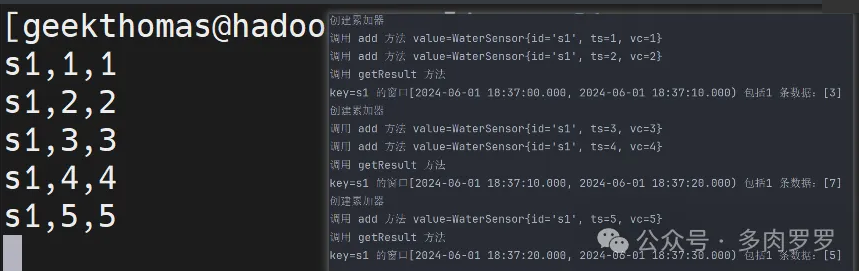 [geekthomas@hadoo
s1,1,1
s1,2,2
s1,3,3
s1,4,4
s1,5,5
创建累加器
调用 add 方法 value=WaterSensor{id='s1', ts=1, vc=1}
调用 add 方法 value=WaterSensor{id='s1', ts=2, vc=2}
调用 getResult 方法
key=s1 的窗口[2024-06-01 18:37:00.000, 2024-06-01 18:37:10.000) 包括1 条数据：[3]
创建累加器
调用 add 方法 value=WaterSensor{id='s1', ts=3, vc=3}
调用 add 方法 value=WaterSensor{id='s1', ts=4, vc=4}
调用 getResult 方法
key=s1 的窗口[2024-06-01 18:37:10.000, 2024-06-01 18:37:20.000) 包括1 条数据：[7]
创建累加器
调用 add 方法 value=WaterSensor{id='s1', ts=5, vc=5}
调用 getResult 方法
key=s1 的窗口[2024-06-01 18:37:20.000, 2024-06-01 18:37:30.000) 包括1 条数据：[5]
公众号 · 多肉罗罗